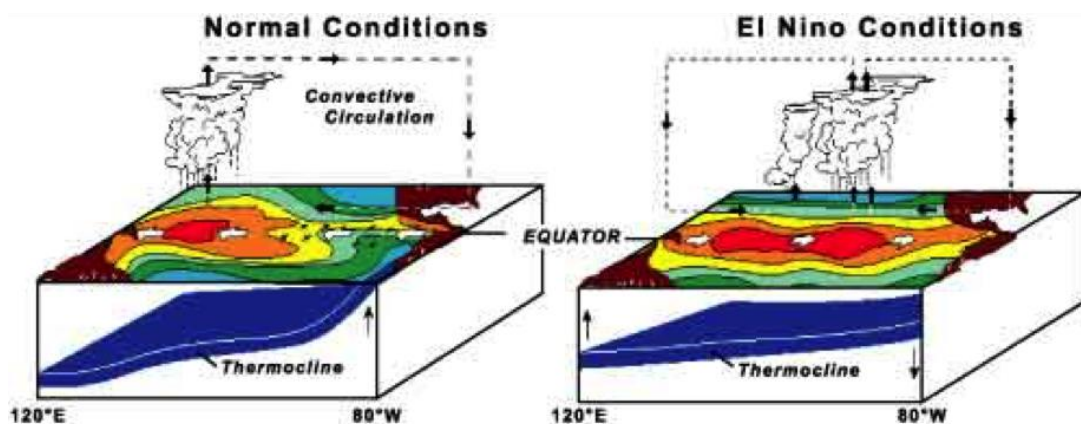 Normal Conditions
El Nino Conditions
Convective
Circulation
EQUATOR
Thermocline
Thermocline
120°E
80°W
120°E
80°W